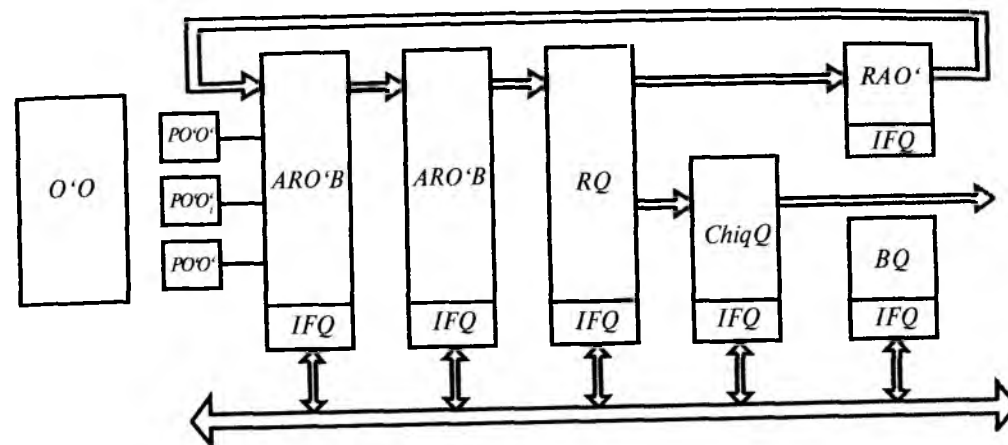 O‘O
PO‘O‘
PO‘O‘i
PO‘O‘
ARO‘B
IFQ
ARO‘B
IFQ
RQ
IFQ
ChiqQ
IFQ
RAO‘
IFQ
BQ
IFQ